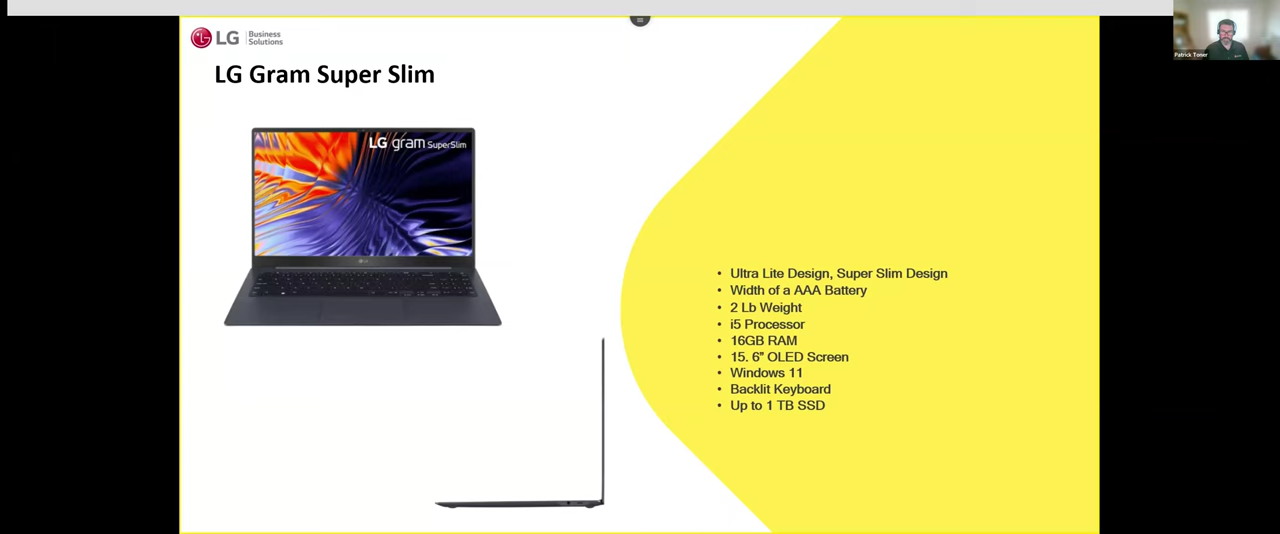 LG Business Solutions
LG Gram Super Slim
LG gram SuperSlim
• Ultra Lite Design, Super Slim Design
• Width of a AAA Battery
• 2 Lb Weight
• i5 Processor
• 16GB RAM
• 15. 6" OLED Screen
• Windows 11
• Backlit Keyboard
• Up to 1 TB SSD
Patrick Toner